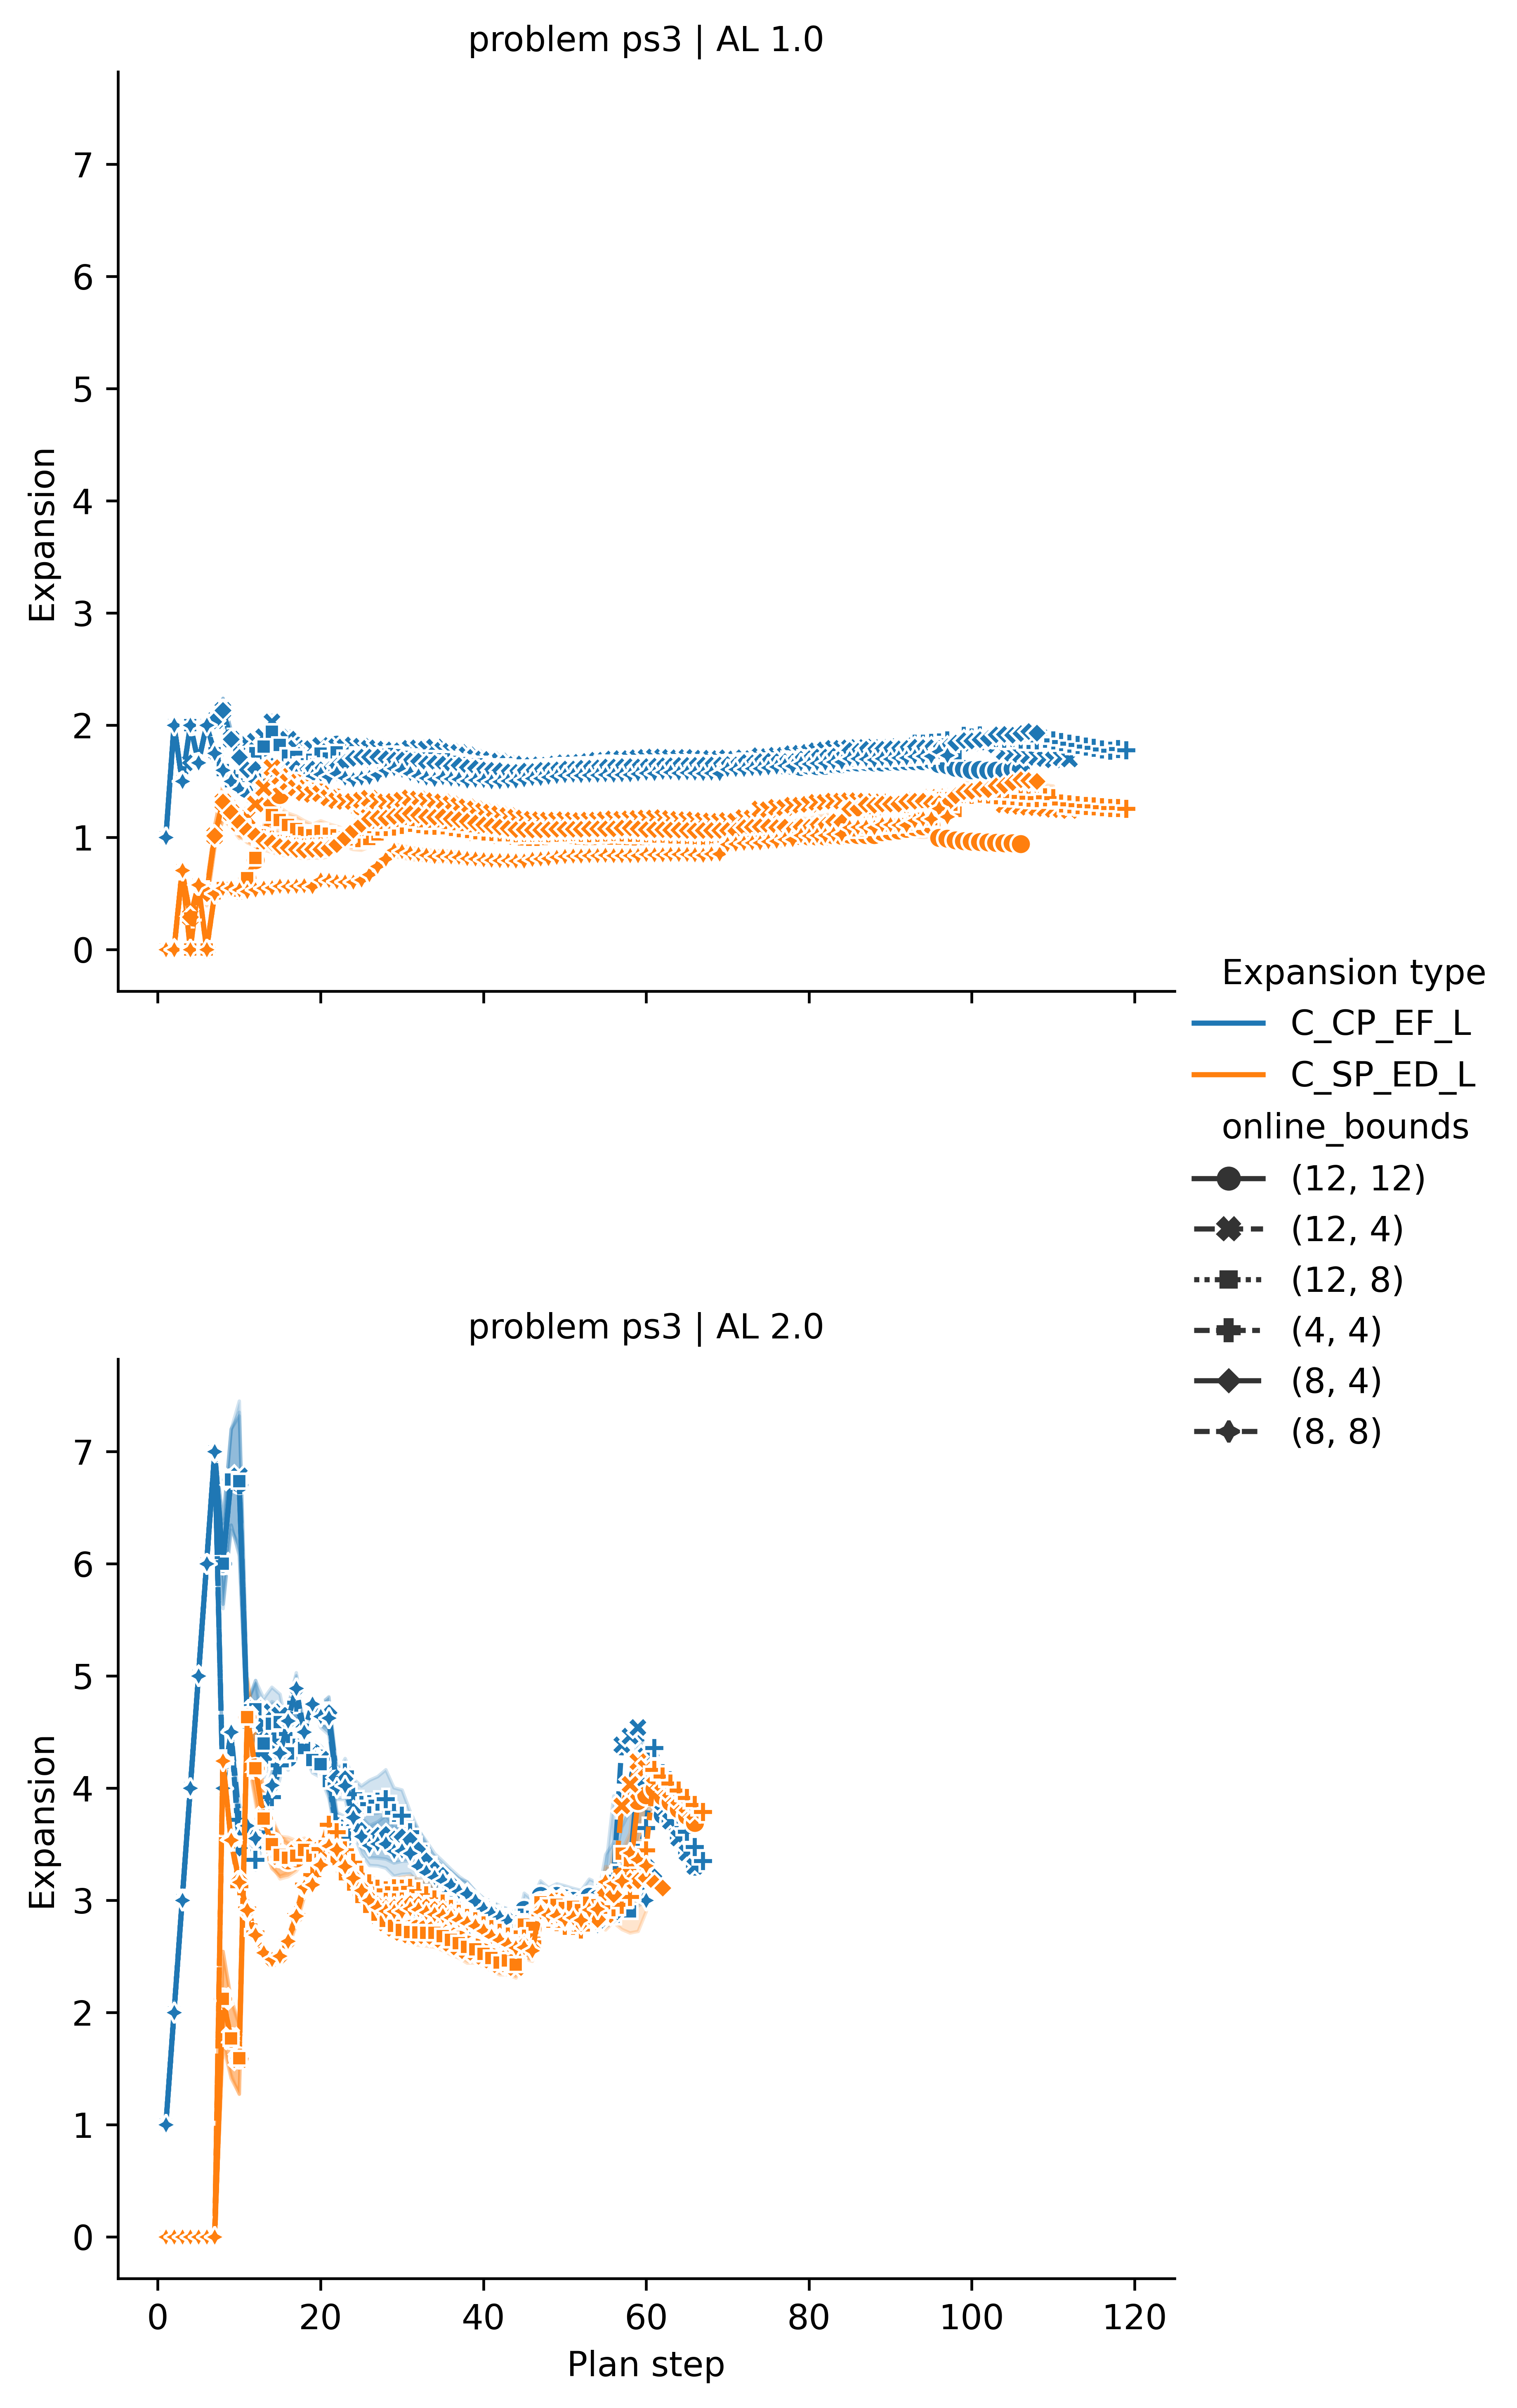 problem ps3 | AL 1.0
7
6
5
4
3
2
1
0
Expansion
Expansion type
C_CP_EF_L
C_SP_ED_L
online_bounds
(12, 12)
(12, 4)
(12, 8)
(4, 4)
(8, 4)
(8, 8)
problem ps3 | AL 2.0
7
6
5
4
3
2
1
0
Expansion
0 20 40 60 80 100 120
Plan step